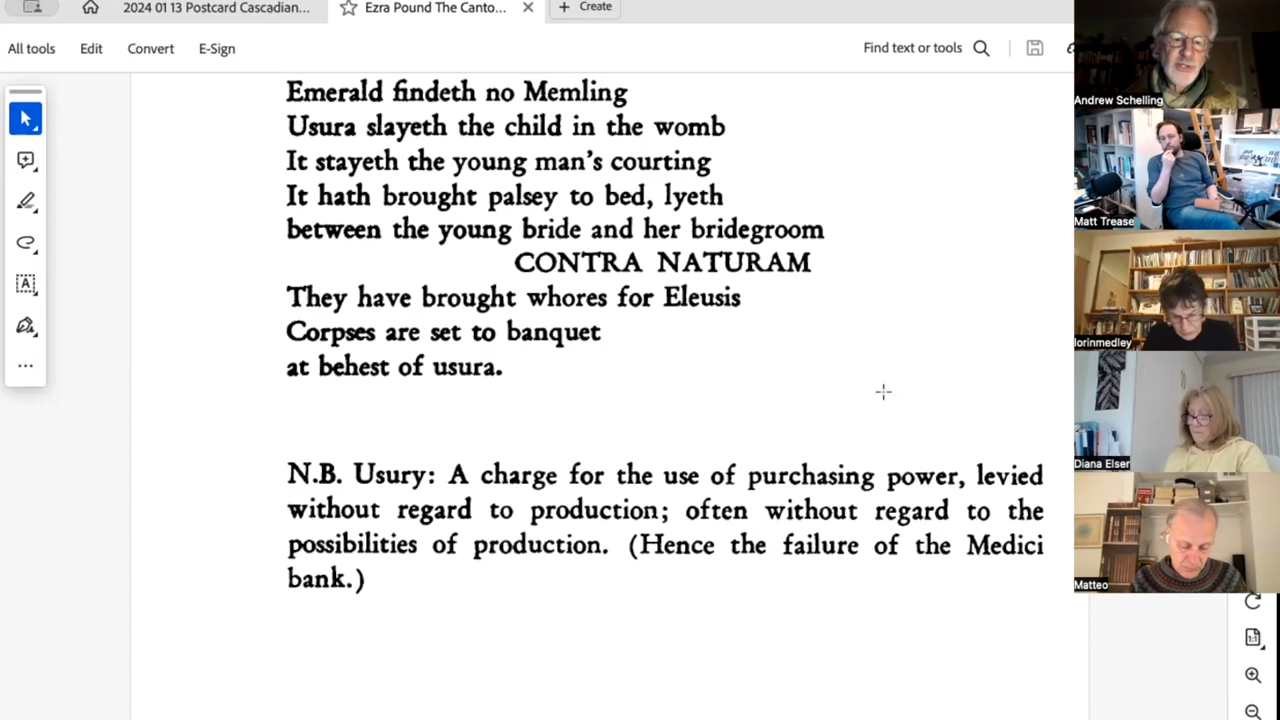 2024 01 13 Postcard Cascadian...
Ezra Pound The Canto...
Create
All tools
Edit
Convert
E-Sign
Find text or tools
Emerald findeth no Memling
Usura slayeth the child in the womb
It stayeth the young man's courting
It hath brought palsey to bed, lyeth
between the young bride and her bridegroom
CONTRA NATURAM
They have brought whores for Eleusis
Corpses are set to banquet
at behest of usura.
N.B. Usury: A charge for the use of purchasing power, levied
without regard to production; often without regard to the
possibilities of production. (Hence the failure of the Medici
bank.)
Andrew Schelling
Matt Trease
lorinmedley
Diana Elser
Matteo
1:1